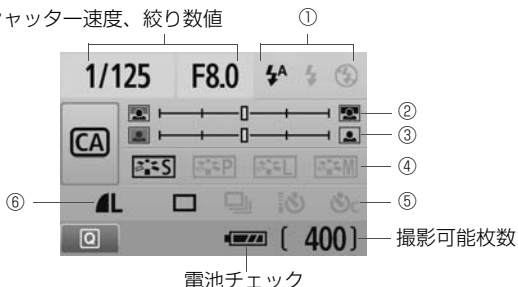 ャッター速度、絞り数値 ①
1/125 F8.0 A
②
③
CA
S P L M ④
⑥ L C ⑤
Q [ 400] 撮影可能枚数
電池チェック